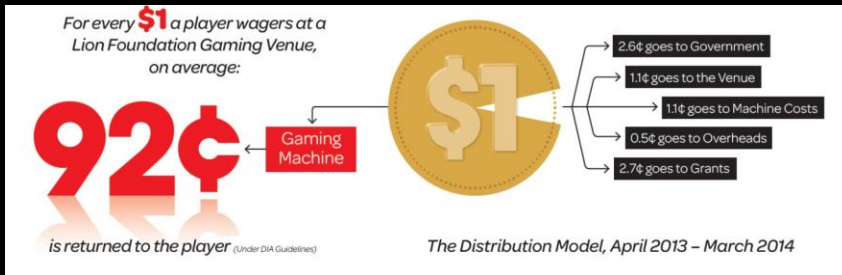 For every $1 a player wagers at a
Lion Foundation Gaming Venue,
on average:
92¢
Gaming
Machine
is returned to the player (Under DIA Guidelines)
$1
2.6¢ goes to Government
1.1¢ goes to the Venue
1.1¢ goes to Machine Costs
0.5¢ goes to Overheads
2.7¢ goes to Grants
The Distribution Model, April 2013 – March 2014